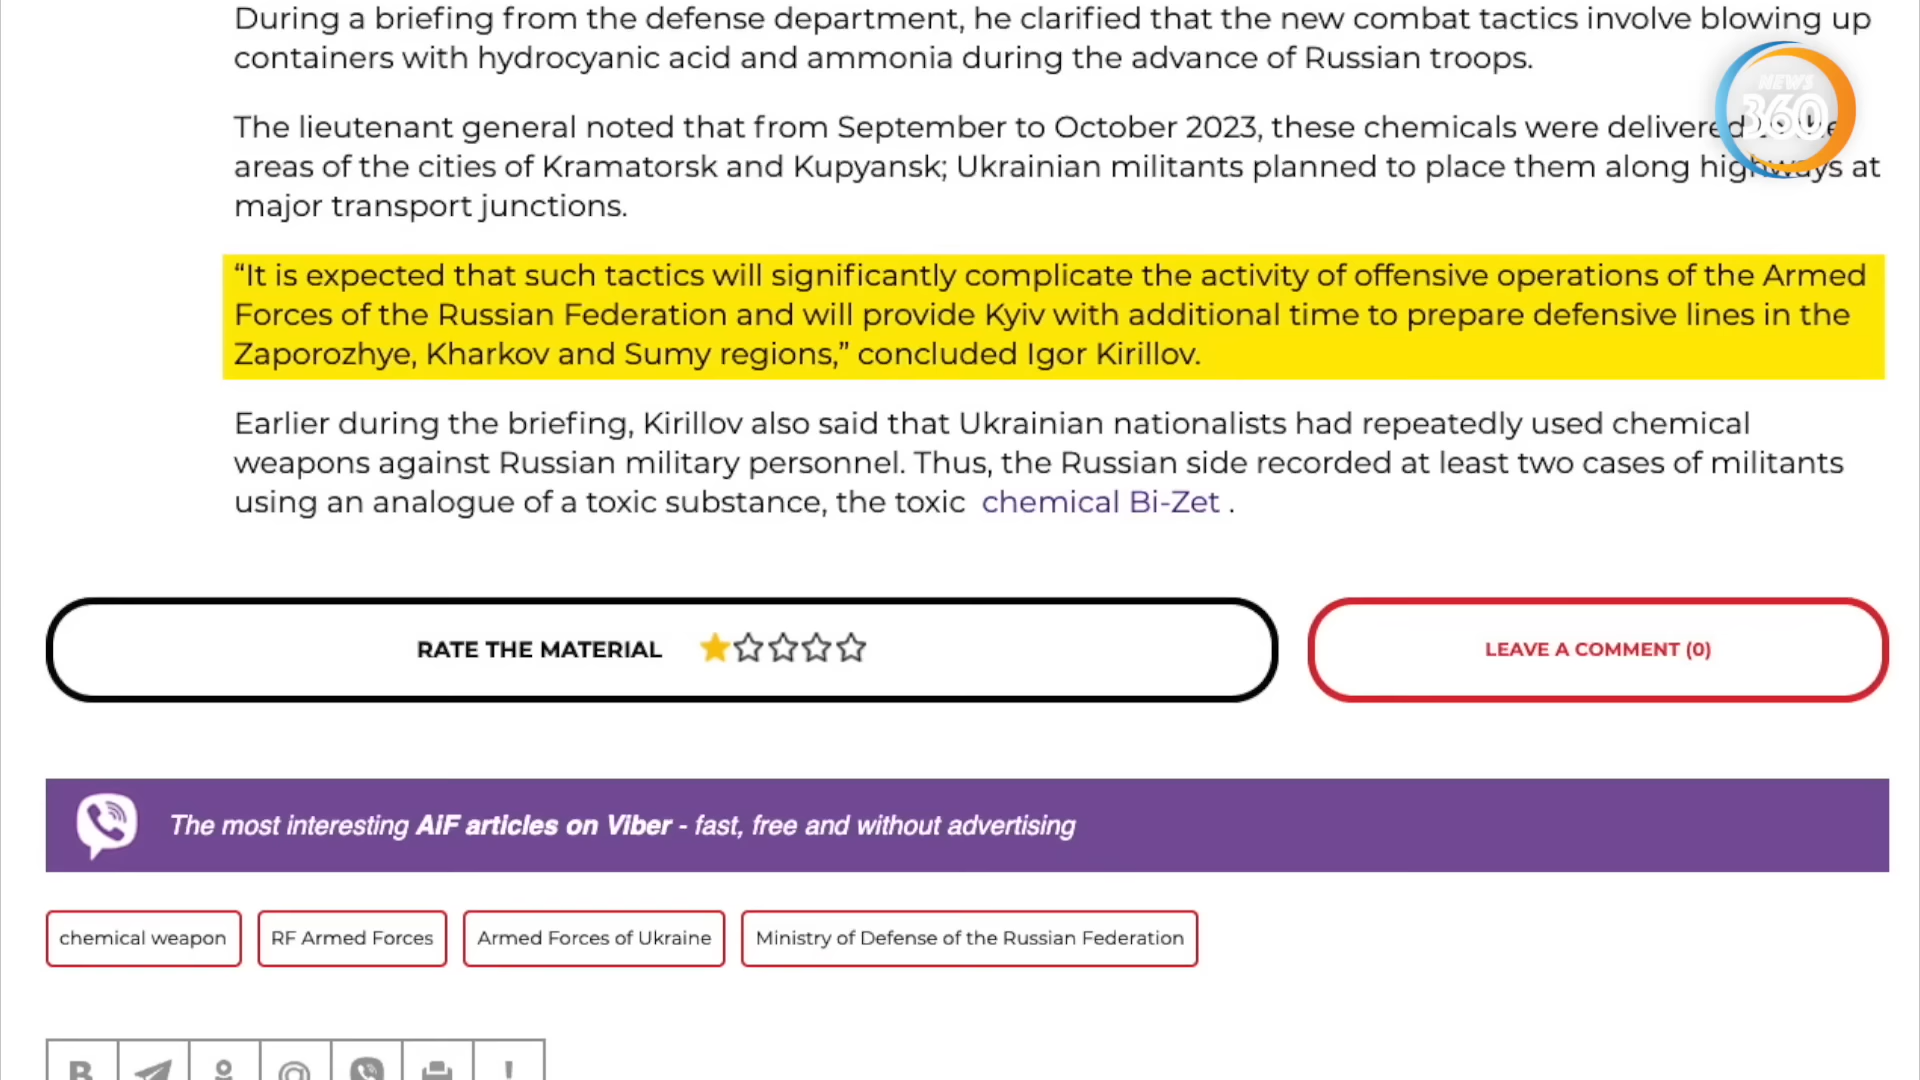 During a briefing from the defense department, he clarified that the new combat tactics involve blowing up
containers with hydrocyanic acid and ammonia during the advance of Russian troops.
NEWS
360
The lieutenant general noted that from September to October 2023, these chemicals were delivered
areas of the cities of Kramatorsk and Kupyansk; Ukrainian militants planned to place them along highways at
major transport junctions.
“It is expected that such tactics will significantly complicate the activity of offensive operations of the Armed
Forces of the Russian Federation and will provide Kyiv with additional time to prepare defensive lines in the
Zaporozhye, Kharkov and Sumy regions,” concluded Igor Kirillov.
Earlier during the briefing, Kirillov also said that Ukrainian nationalists had repeatedly used chemical
weapons against Russian military personnel. Thus, the Russian side recorded at least two cases of militants
using an analogue of a toxic substance, the toxic chemical Bi-Zet .
RATE THE MATERIAL
LEAVE A COMMENT (0)
The most interesting AiF articles on Viber - fast, free and without advertising
chemical weapon
RF Armed Forces
Armed Forces of Ukraine
Ministry of Defense of the Russian Federation